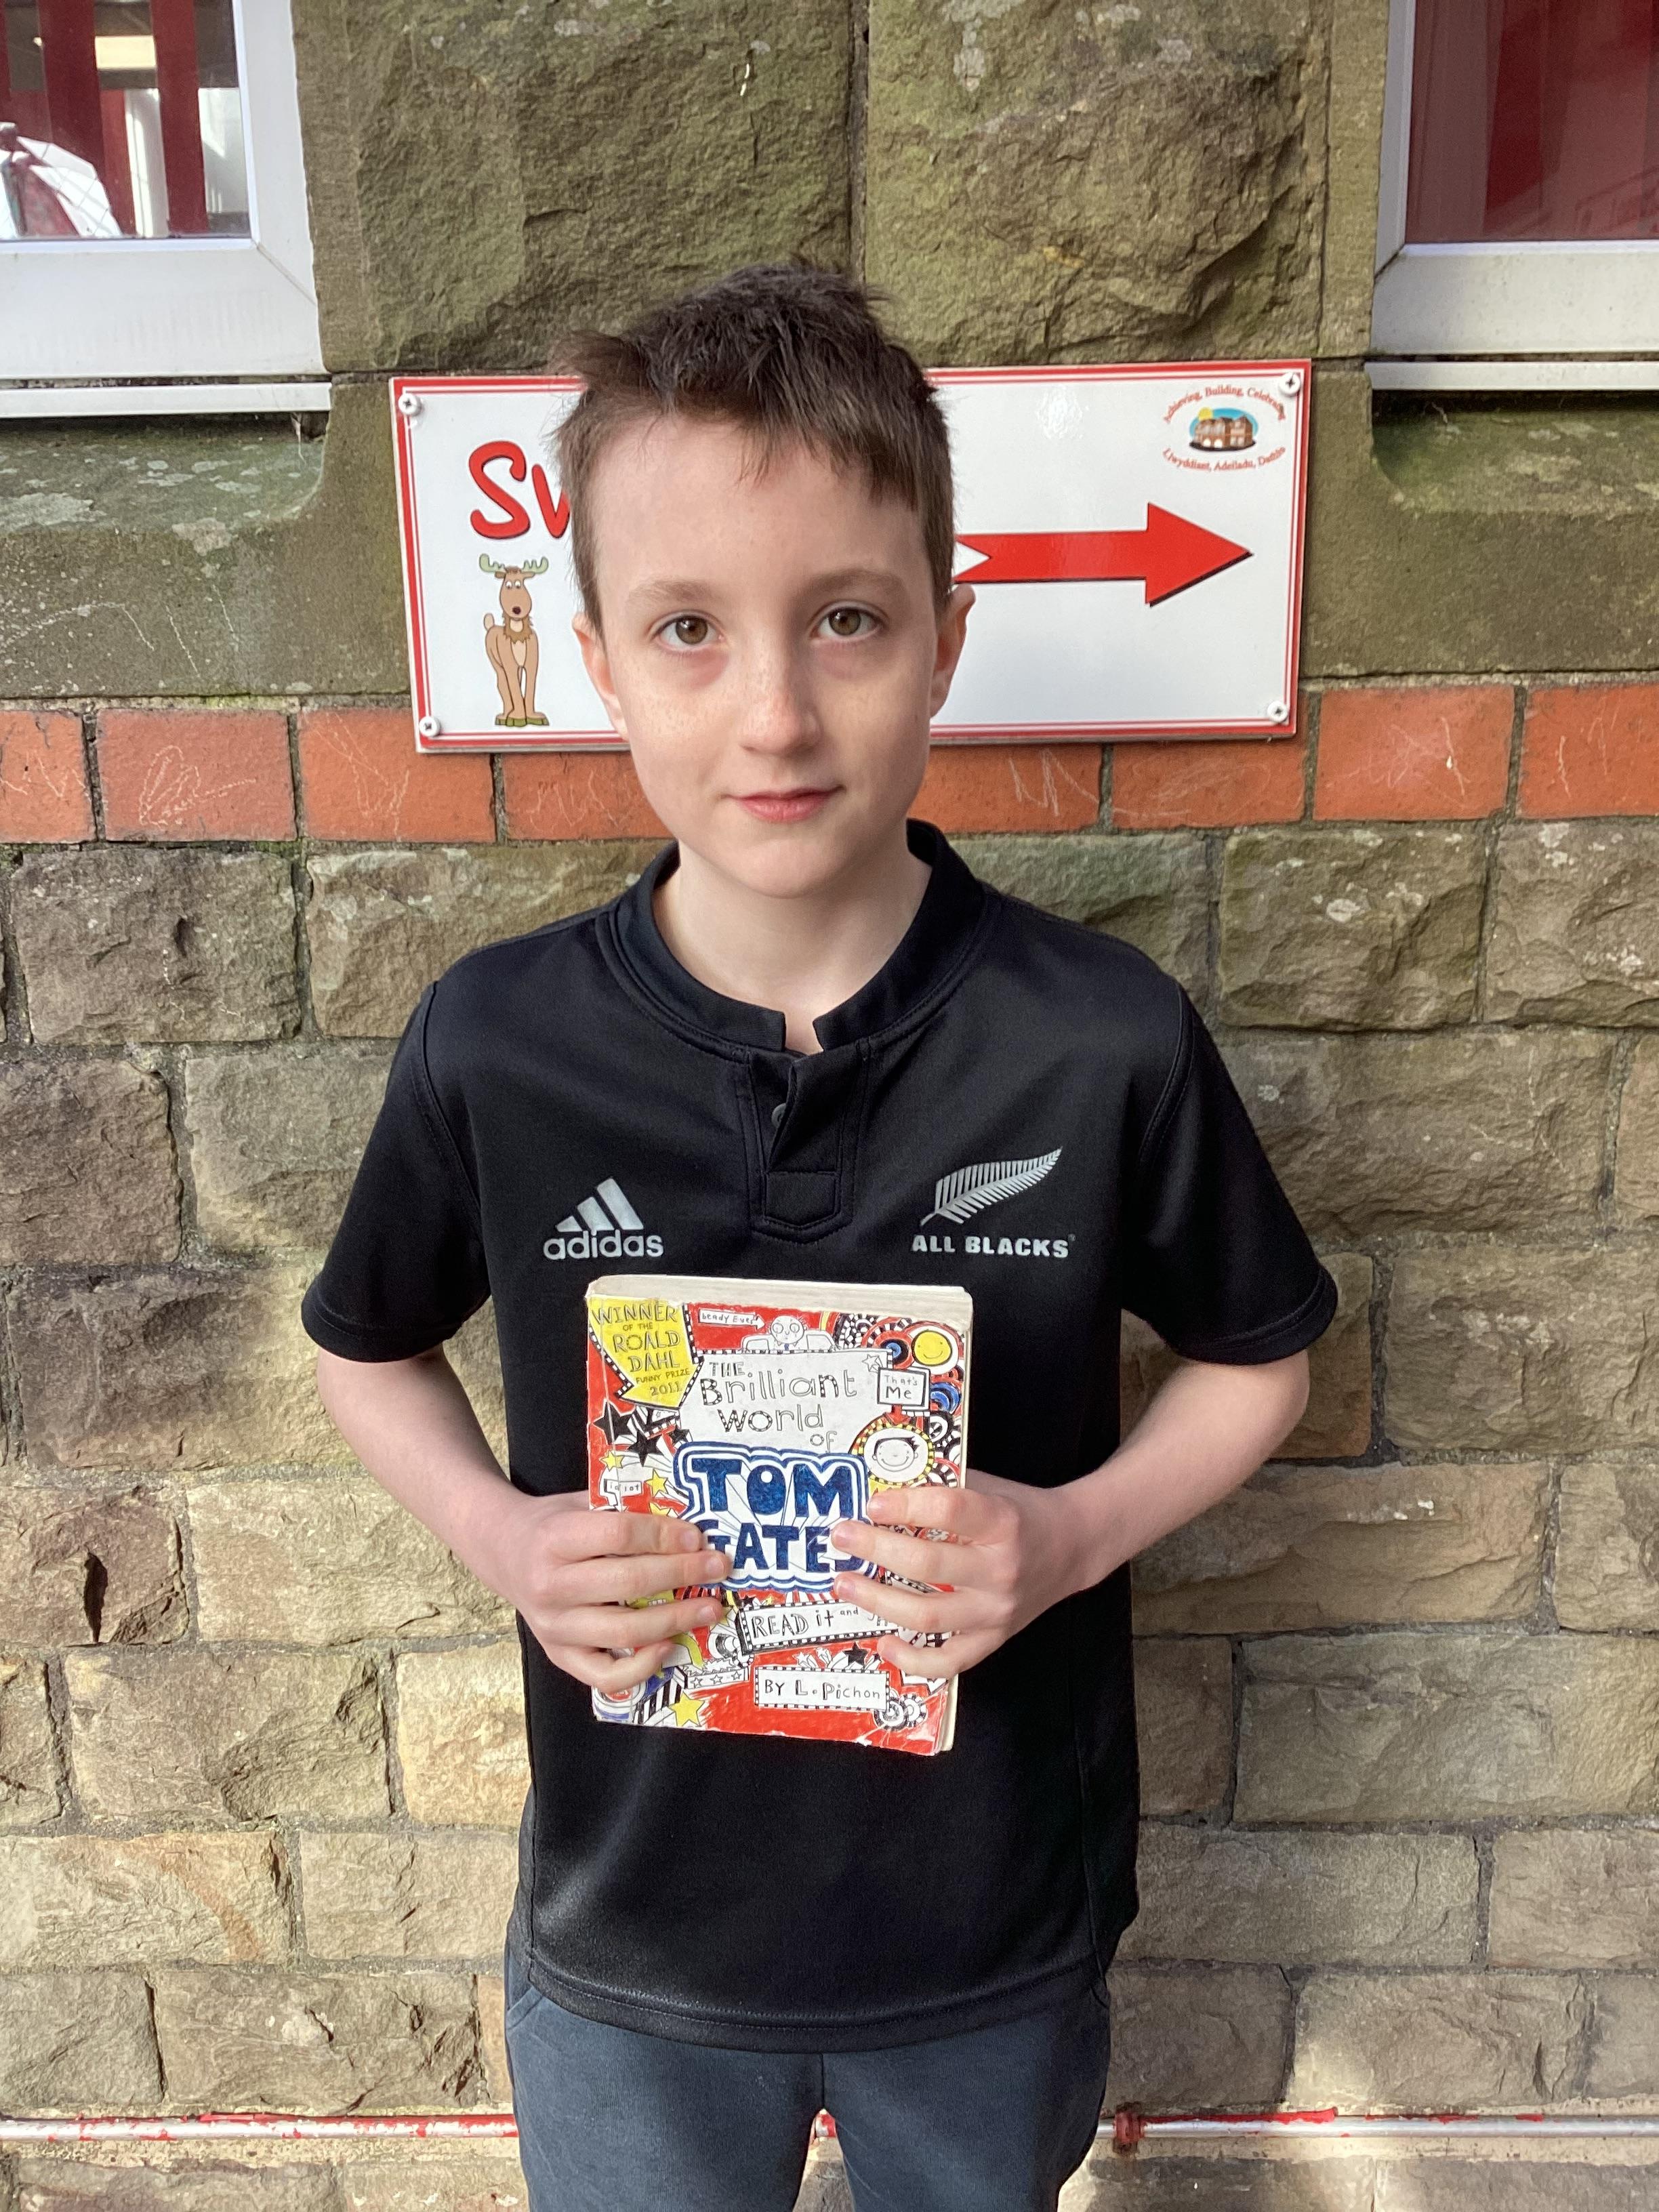 Achieving, Building, Celebrating
Llwyddiant, Adeiladu, Dathlu
adidas
ALL BLACKS
WINNER
OF THE
ROALD
DAHL
FUNNY PRIZE
2011
beady Eyes
THE
Brilliant
World
OF
That's
Me
TOM
GATES
READ it and
BY L. Pichon